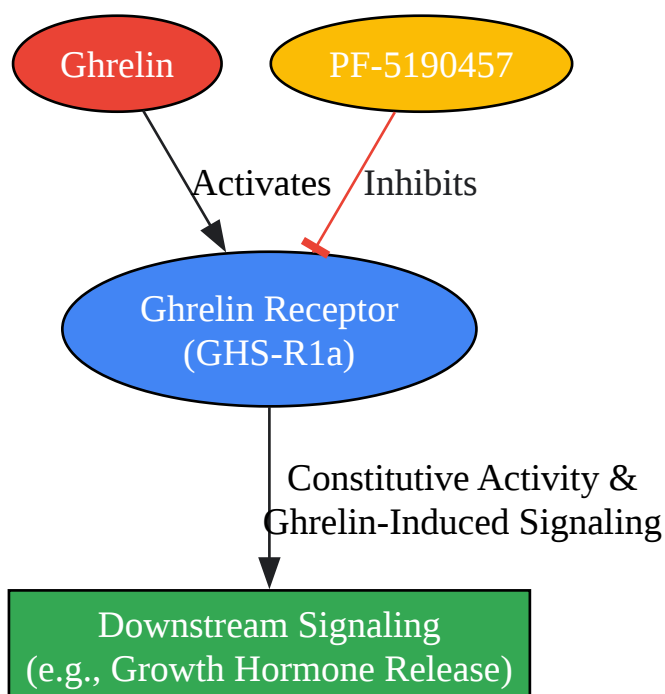 Ghrelin
PF-5190457
Activates
Inhibits
Ghrelin Receptor
(GHS-R1a)
Constitutive Activity &
Ghrelin-Induced Signaling
Downstream Signaling
(e.g., Growth Hormone Release)